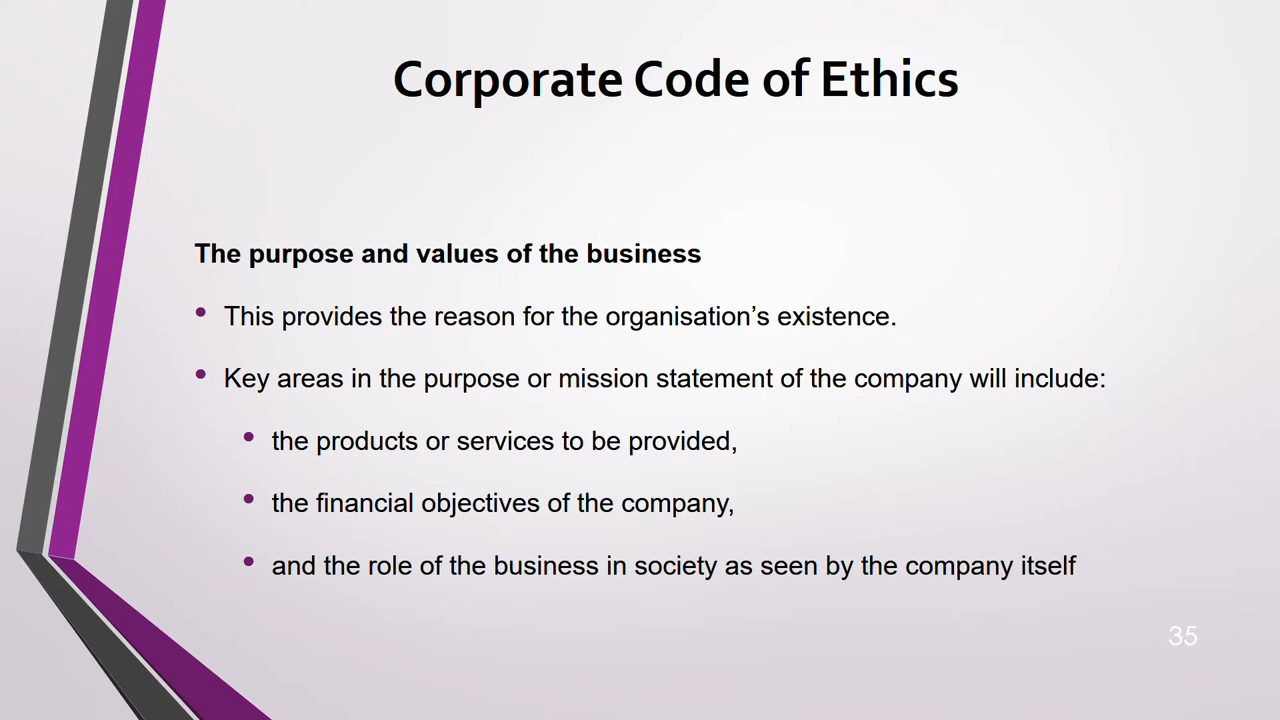 Corporate Code of Ethics
The purpose and values of the business
• This provides the reason for the organisation’s existence.
• Key areas in the purpose or mission statement of the company will include:
• the products or services to be provided,
• the financial objectives of the company,
• and the role of the business in society as seen by the company itself
35